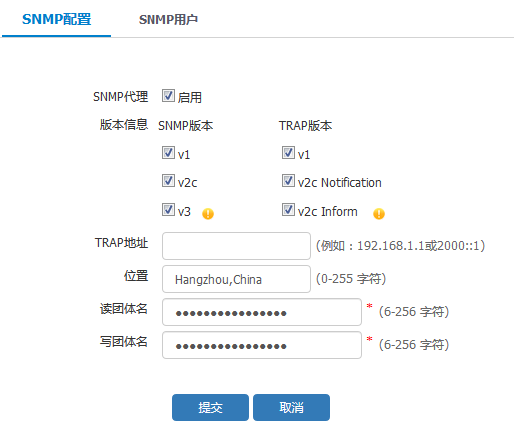 SNMP配置 SNMP用户
SNMP代理 启用
版本信息 SNMP版本 TRAP版本
v1 v1
v2c v2c Notification
v3 v2c Inform
TRAP地址 (例如：192.168.1.1或2000::1)
位置 Hangzhou,China (0-255 字符)
读团体名 •••••••••••••••• * (6-256 字符)
写团体名 •••••••••••••••• * (6-256 字符)
提交 取消